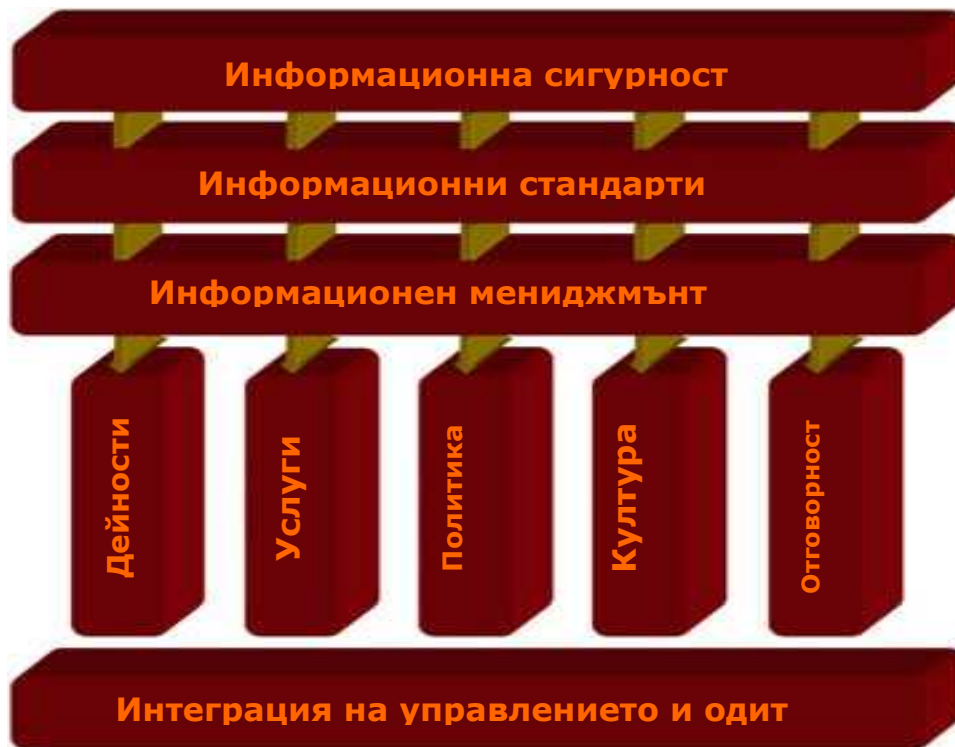 Информационна сигурност
Информационни стандарти
Информационен мениджмънт
Дейности
Услуги
Политика
Култура
Отговорност
Интеграция на управлението и одит